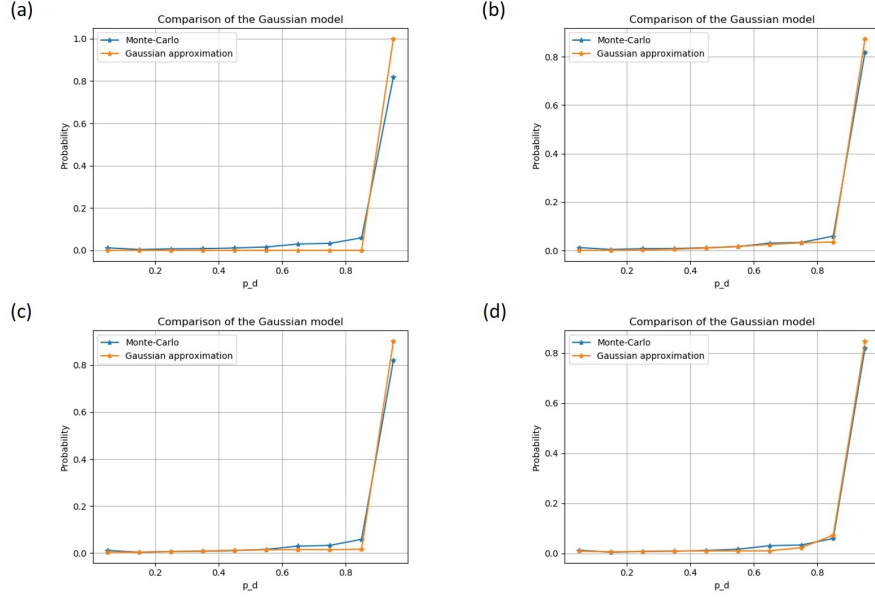 (a)
Comparison of the Gaussian model
Monte-Carlo
Gaussian approximation
1.0
0.8
0.6
0.4
0.2
0.0
Probability
0.2 0.4 0.6 0.8
p_d
(b)
Comparison of the Gaussian model
Monte-Carlo
Gaussian approximation
0.8
0.6
0.4
0.2
0.0
Probability
0.2 0.4 0.6 0.8
p_d
(c)
Comparison of the Gaussian model
Monte-Carlo
Gaussian approximation
0.8
0.6
0.4
0.2
0.0
Probability
0.2 0.4 0.6 0.8
p_d
(d)
Comparison of the Gaussian model
Monte-Carlo
Gaussian approximation
0.8
0.6
0.4
0.2
0.0
Probability
0.2 0.4 0.6 0.8
p_d